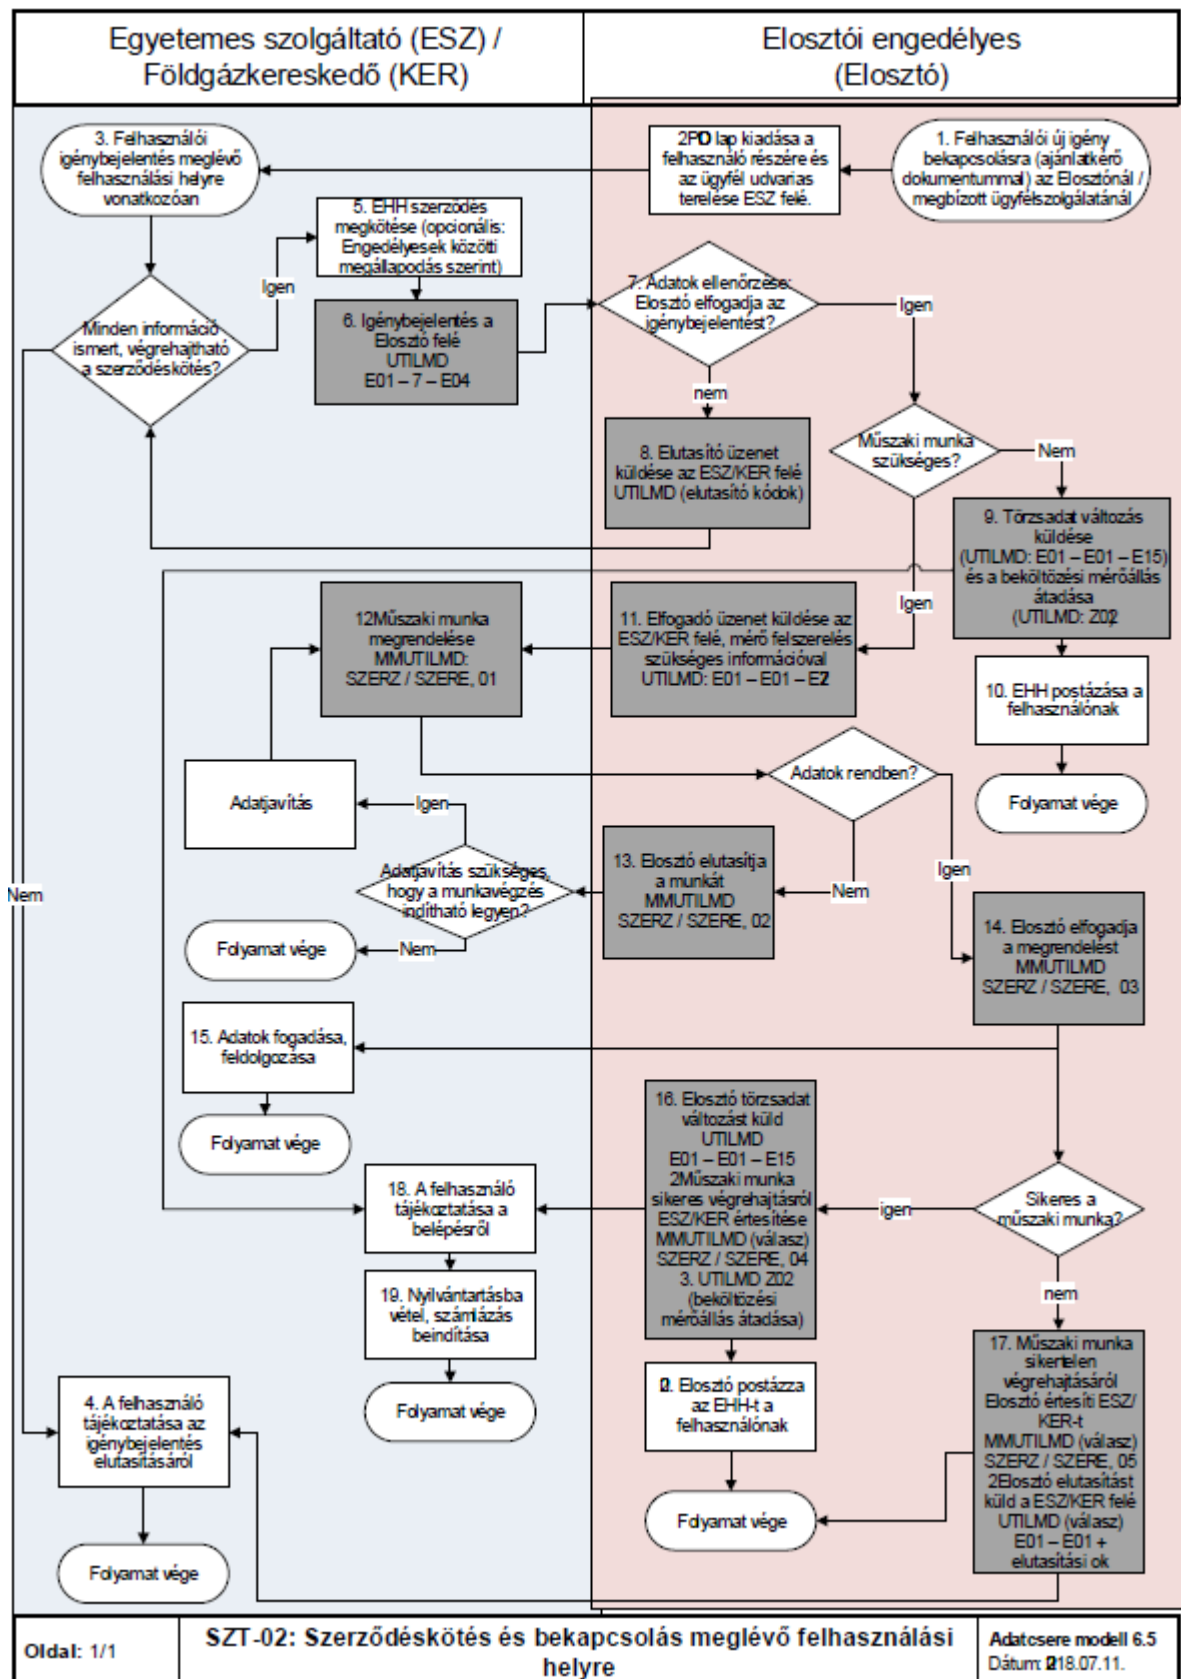 Egyetemes szolgáltató (ESZ) /
Földgázkereskedő (KER)
Elosztói engedélyes
(Elosztó)
3. Felhasználói
igénybejelentés meglévő
felhasználási helyre
vonatkozóan
2PÓD lap kiadása a
felhasználó részére és
az ügyfél udvarias
terelése ESZ felé.
1. Felhasználói új igény
bekapcsolásra (ajánlatkérő
dokumentummal) az Elosztónál /
megbízott ügyfélszolgálatánál
5. EHH szerződés
megkötése (opcionális:
Engedélyesek közötti
megállapodás szerint)
Igen
Minden információ
ismert, végrehajtható
a szerződéskötés?
6. Igénybejelentés a
Elosztó felé
UTILMD
E01 – 7 – E04
7. Adatok ellenőrzése:
Elosztó elfogadja az
igénybejelentést?
Igen
nem
8. Elutasító üzenet
küldése az ESZ/KER felé
UTILMD (elutasító kódok)
Műszaki munka
szükséges?
Nem
9. Törzsadat változás
küldése
(UTILMD: E01 – E01 – E15)
és a beköltözési mérőállás
átadása
(UTILMD: Z02)
Igen
12Műszaki munka
megrendelése
MMUTILMD:
SZERZ / SZERE, 01
11. Elfogadó üzenet küldése az
ESZ/KER felé, mérő felszerelés
szükséges információval
UTILMD: E01 – E01 – E27
10. EHH postázása a
felhasználónak
Folyamat vége
Adatjavítás
Igen
Adatok rendben?
Adatjavítás szükséges,
hogy a munkavégzés
indítható legyen?
13. Elosztó elutasítja
a munkát
MMUTILMD
SZERZ / SZERE, 02
Nem
Igen
Nem
Nem
Folyamat vége
14. Elosztó elfogadja
a megrendelést
MMUTILMD
SZERZ / SZERE, 03
15. Adatok fogadása,
feldolgozása
Folyamat vége
16. Elosztó törzsadat
változást küld
UTILMD
E01 – E01 – E15
2Műszaki munka
sikeres végrehajtásról
ESZ/KER értesítése
MMUTILMD (válasz)
SZERZ / SZERE, 04
3. UTILMD Z02
(beköltözési
mérőállás átadása)
18. A felhasználó
tájékoztatása a
belépésről
igen
Sikeres a
műszaki munka?
19. Nyilvántartásba
vétel, számlázás
beindítása
nem
Folyamat vége
4. A felhasználó
tájékoztatása az
igénybejelentés
elutasításáról
Elosztó postázza
az EHH-t a
felhasználónak
17. Műszaki munka
sikertelen
végrehajtásáról
Elosztó értesíti ESZ/
KER-t
MMUTILMD (válasz)
SZERZ / SZERE, 05
2Elosztó elutasítást
küld a ESZ/KER felé
UTILMD (válasz)
E01 – E01 +
elutasítási ok
Folyamat vége
Folyamat vége
Oldal: 1/1
SZT-02: Szerződéskötés és bekapcsolás meglévő felhasználási
helyre
Adatcsere modell 6.5
Dátum: 2018.07.11.